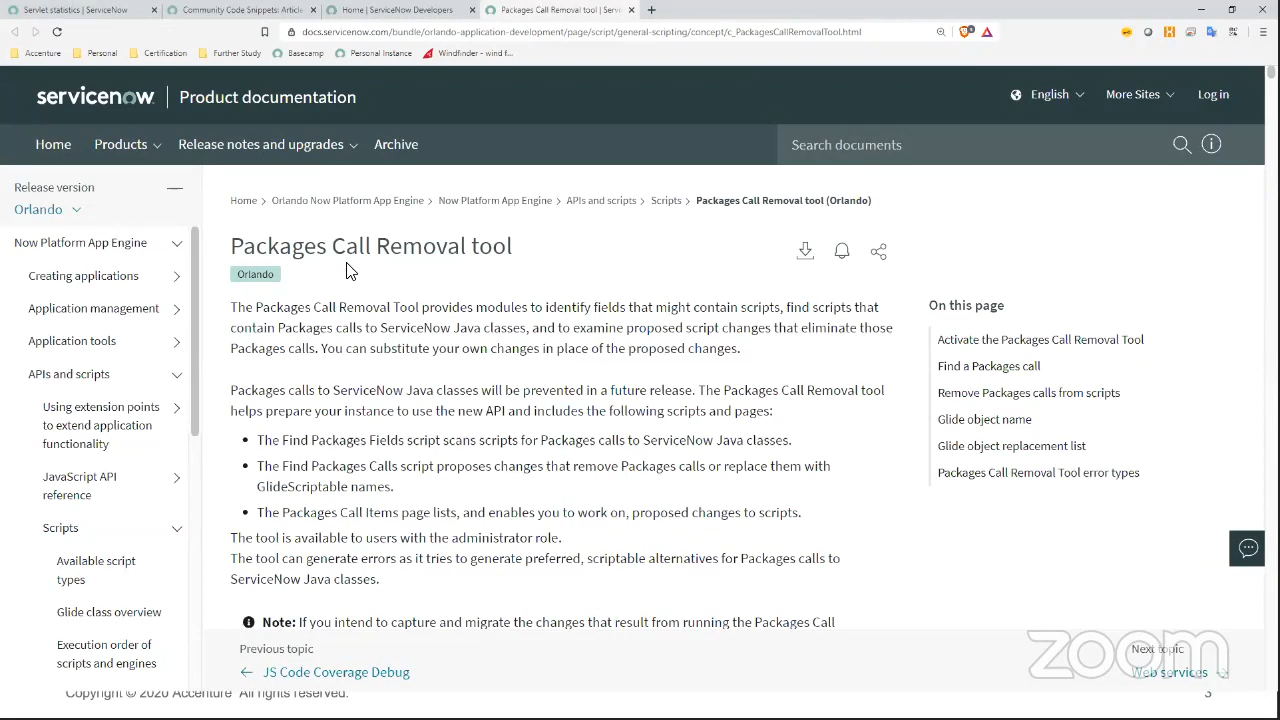 Servlet statistics | ServiceNow
Community Code Snippets: Article
Home | ServiceNow Developers
Packages Call Removal tool | Serv
docs.servicenow.com/bundle/orlando-application-development/page/script/general-scripting/concept/c_PackagesCallRemovalTool.html
Accenture
Personal
Certification
Further Study
Basecamp
Personal Instance
Windfinder - wind f...
servicenow
Product documentation
English
More Sites
Log in
Home
Products
Release notes and upgrades
Archive
Search documents
Release version
Orlando
Now Platform App Engine
Creating applications
Application management
Application tools
APIs and scripts
Using extension points
to extend application
functionality
JavaScript API
reference
Scripts
Available script
types
Glide class overview
Execution order of
scripts and engines
Home > Orlando Now Platform App Engine > Now Platform App Engine > APIs and scripts > Scripts > Packages Call Removal tool (Orlando)
Packages Call Removal tool
Orlando
The Packages Call Removal Tool provides modules to identify fields that might contain scripts, find scripts that
contain Packages calls to ServiceNow Java classes, and to examine proposed script changes that eliminate those
Packages calls. You can substitute your own changes in place of the proposed changes.
Packages calls to ServiceNow Java classes will be prevented in a future release. The Packages Call Removal tool
helps prepare your instance to use the new API and includes the following scripts and pages:
• The Find Packages Fields script scans scripts for Packages calls to ServiceNow Java classes.
• The Find Packages Calls script proposes changes that remove Packages calls or replace them with
GlideScriptable names.
• The Packages Call Items page lists, and enables you to work on, proposed changes to scripts.
The tool is available to users with the administrator role.
The tool can generate errors as it tries to generate preferred, scriptable alternatives for Packages calls to
ServiceNow Java classes.
Note: If you intend to capture and migrate the changes that result from running the Packages Call
On this page
Activate the Packages Call Removal Tool
Find a Packages call
Remove Packages calls from scripts
Glide object name
Glide object replacement list
Packages Call Removal Tool error types
Previous topic
← JS Code Coverage Debug
Next topic
Web services →
zoom
Copyright © 2020 Accenture All rights reserved.
3